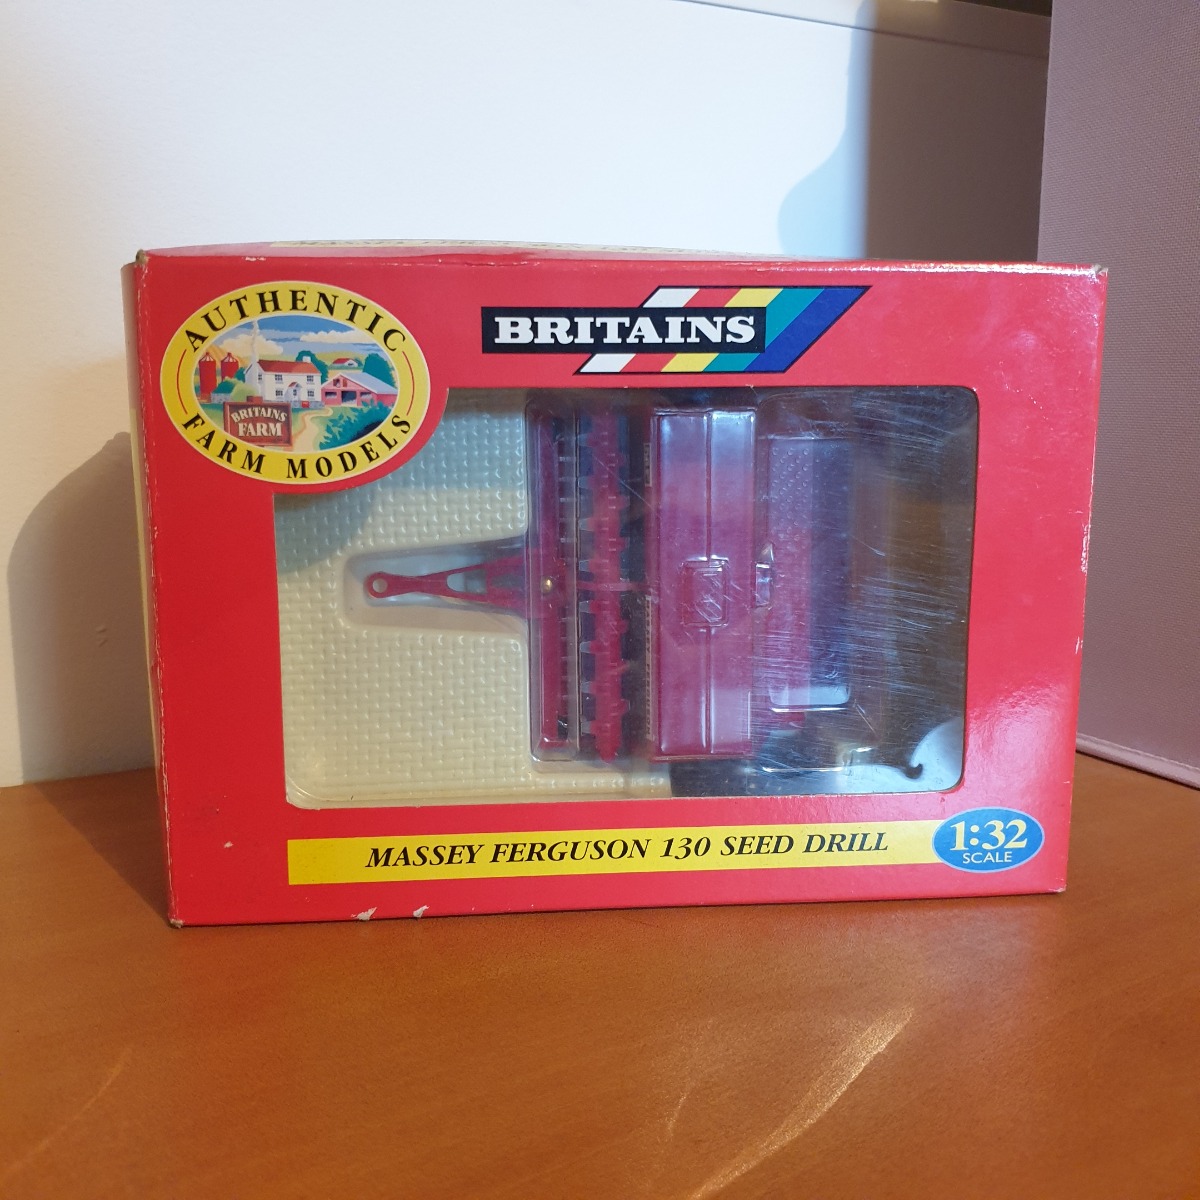 AUTHENTIC
FARM MODELS
BRITAINS
FARM
BRITAINS
MASSEY FERGUSON 130 SEED DRILL
1:32
SCALE